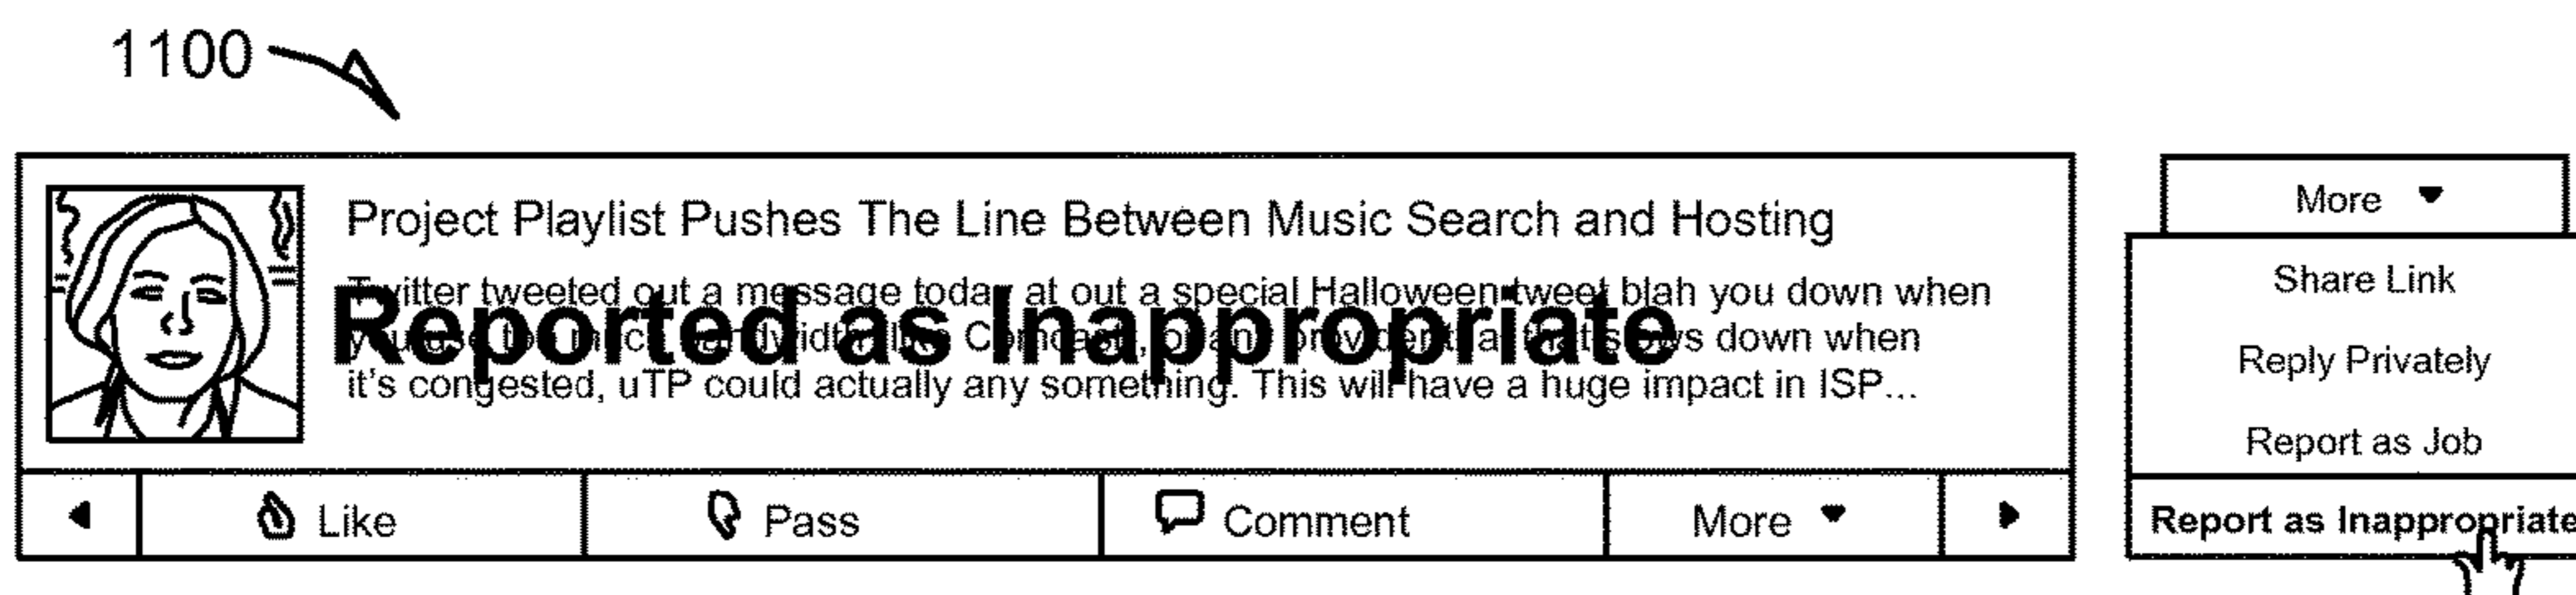 1100
Project Playlist Pushes The Line Between Music Search and Hosting
Twitter tweeted out a message today at out a special Halloween tweet blah you down when
Reported as Inappropriate
down when
it's congested, uTP could actually any something. This will have a huge impact in ISP...
Like Pass Comment More
More
Share Link
Reply Privately
Report as Job
Report as Inappropriate